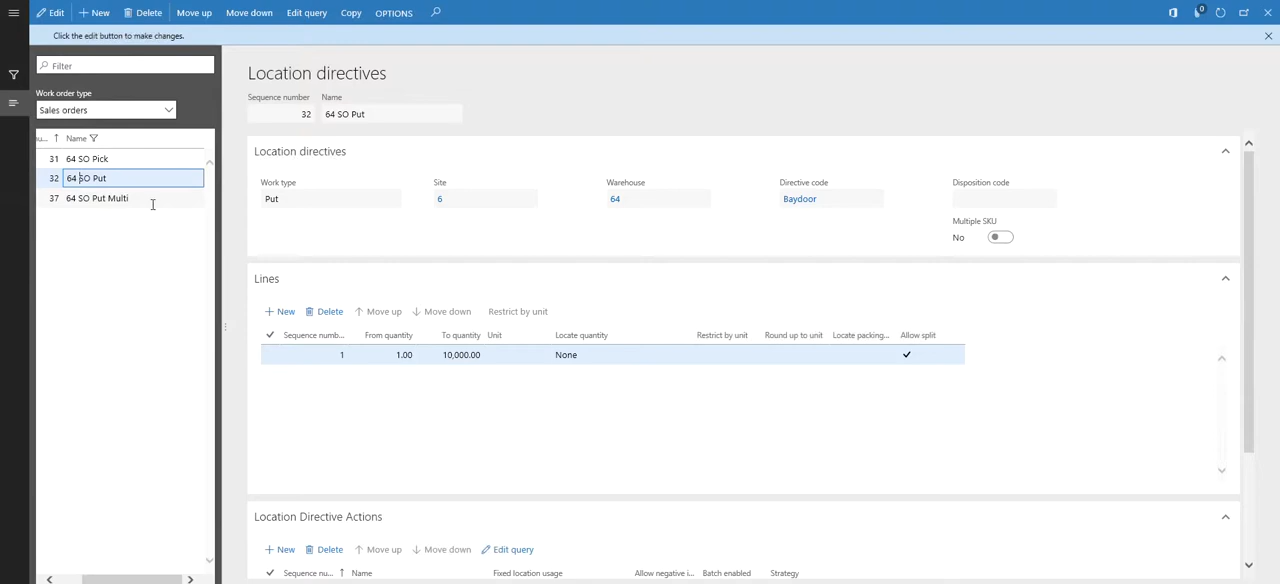 Edit New Delete Move up Move down Edit query Copy OPTIONS 0
Click the edit button to make changes.
Filter
Work order type
Sales orders
u... Name
31 64 SO Pick
32 64 SO Put
37 64 SO Put Multi
Location directives
Sequence number Name
32 64 SO Put
Location directives
Work type Site Warehouse Directive code Disposition code
Put 6 64 Baydoor
Multiple SKU
No
Lines
New Delete Move up Move down Restrict by unit
Sequence numb... From quantity To quantity Unit Locate quantity Restrict by unit Round up to unit Locate packing... Allow split
1 1.00 10,000.00 None
Location Directive Actions
New Delete Move up Move down Edit query
Sequence nu... Name Fixed location usage Allow negative i... Batch enabled Strategy